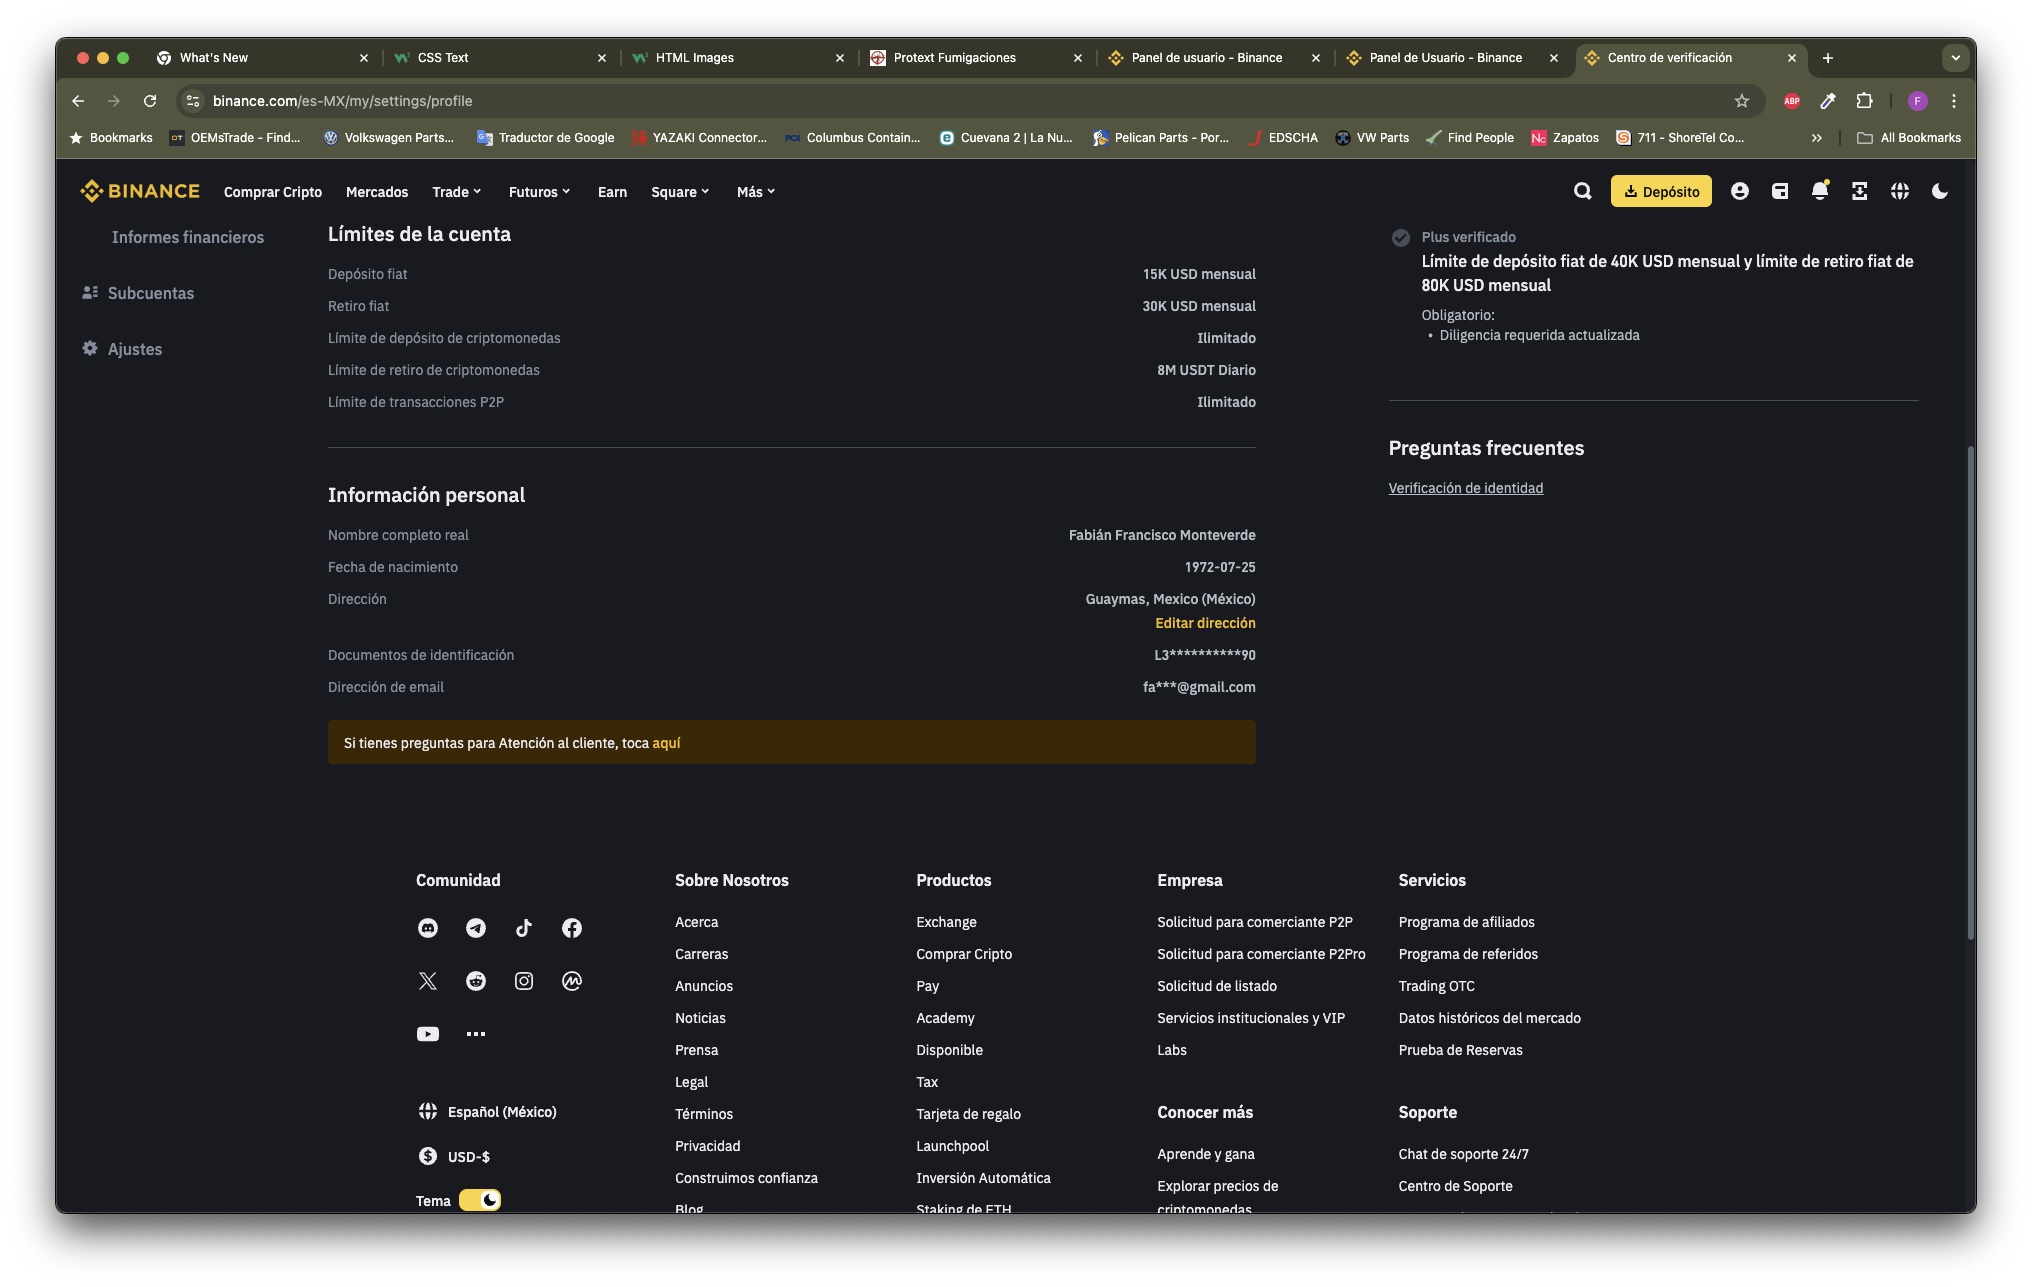 What's New
CSS Text
HTML Images
Protext Fumigaciones
Panel de usuario - Binance
Panel de Usuario - Binance
Centro de verificación
binance.com/es-MX/my/settings/profile
ABP
F
Bookmarks
OEMsTrade - Find...
Volkswagen Parts...
Traductor de Google
YAZAKI Connector...
Columbus Contain...
Cuevana 2 | La Nu...
Pelican Parts - Por...
EDSCHA
VW Parts
Find People
Zapatos
711 - ShoreTel Co...
All Bookmarks
BINANCE
Comprar Cripto
Mercados
Trade
Futuros
Earn
Square
Más
Depósito
Informes financieros
Subcuentas
Ajustes
Límites de la cuenta
Depósito fiat 15K USD mensual
Retiro fiat 30K USD mensual
Límite de depósito de criptomonedas Ilimitado
Límite de retiro de criptomonedas 8M USDT Diario
Límite de transacciones P2P Ilimitado
Plus verificado
Límite de depósito fiat de 40K USD mensual y límite de retiro fiat de
80K USD mensual
Obligatorio:
• Diligencia requerida actualizada
Preguntas frecuentes
Verificación de identidad
Información personal
Nombre completo real Fabián Francisco Monteverde
Fecha de nacimiento 1972-07-25
Dirección Guaymas, Mexico (México)
Editar dirección
Documentos de identificación L3**********90
Dirección de email fa***@gmail.com
Si tienes preguntas para Atención al cliente, toca aquí
Comunidad
Español (México)
USD-$
Tema
Sobre Nosotros
Acerca
Carreras
Anuncios
Noticias
Prensa
Legal
Términos
Privacidad
Construimos confianza
Blog
Productos
Exchange
Comprar Cripto
Pay
Academy
Disponible
Tax
Tarjeta de regalo
Launchpool
Inversión Automática
Staking de ETH
Empresa
Solicitud para comerciante P2P
Solicitud para comerciante P2Pro
Solicitud de listado
Servicios institucionales y VIP
Labs
Conocer más
Aprende y gana
Explorar precios de
criptomonedas
Servicios
Programa de afiliados
Programa de referidos
Trading OTC
Datos históricos del mercado
Prueba de Reservas
Soporte
Chat de soporte 24/7
Centro de Soporte